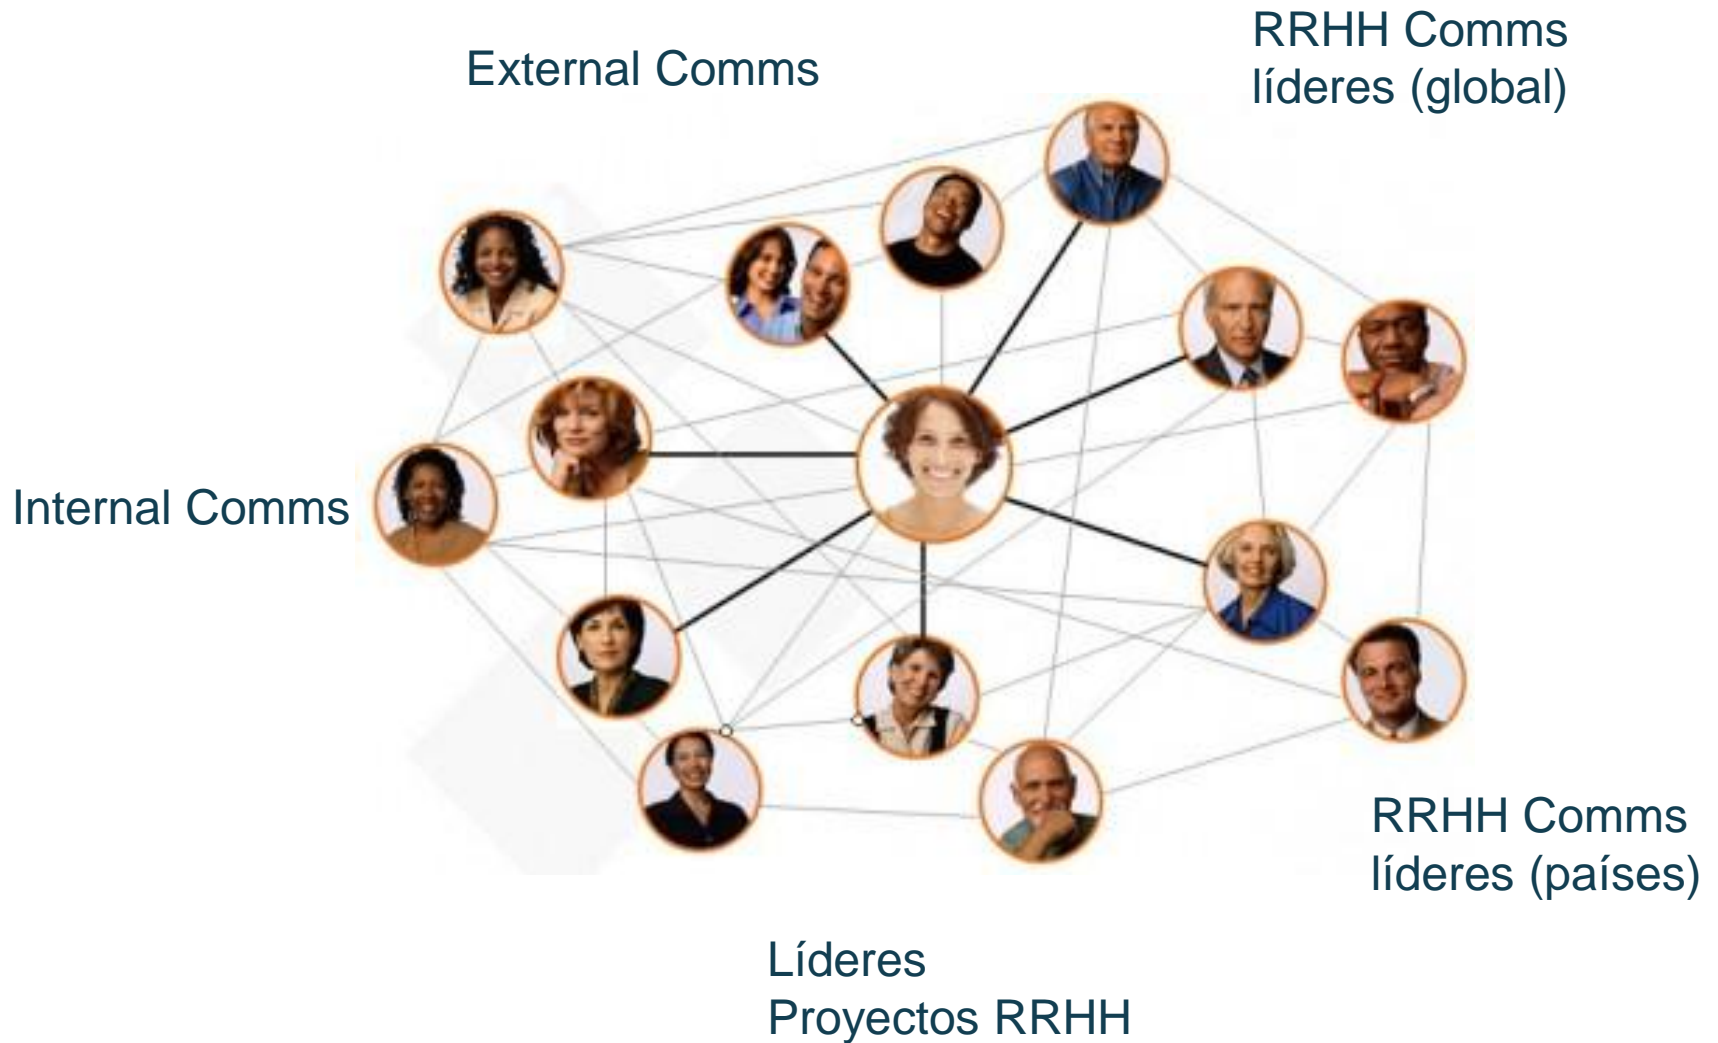 RRHH Comms
líderes (global)
External Comms
Internal Comms
RRHH Comms
líderes (países)
Líderes
Proyectos RRHH